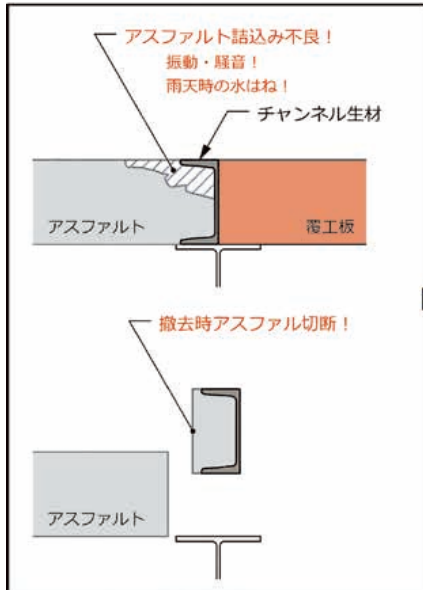 アスファルト詰込み不良！
振動・騒音！
雨天時の水はね！
チャンネル生材
アスファルト
覆工板
撤去時アスファル切断！
アスファルト